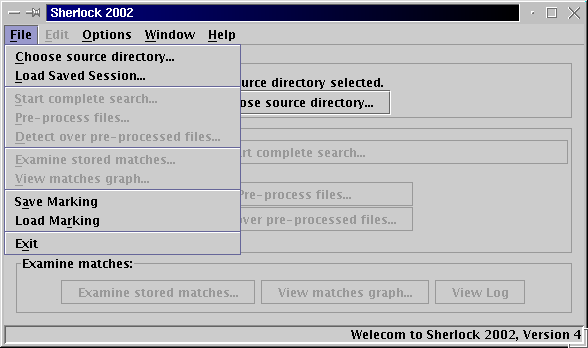 Sherlock 2002
File Edit Options Window Help
Choose source directory...
Load Saved Session...
Start complete search...
Pre-process files...
Detect over pre-processed files...
Examine stored matches...
View matches graph...
Save Marking
Load Marking
Exit
urce directory selected.
ose source directory...
rt complete search...
Pre-process files...
over pre-processed files...
Examine matches:
Examine stored matches... View matches graph... View Log
Welecom to Sherlock 2002, Version 4